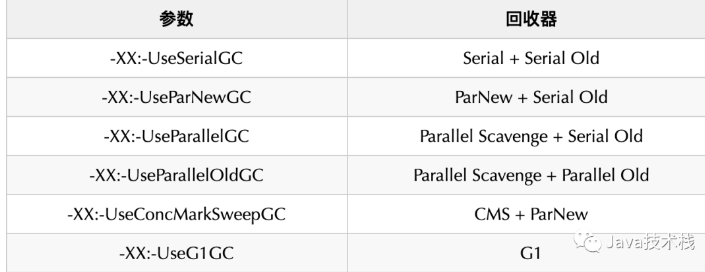 参数 回收器
-XX:-UseSerialGC Serial + Serial Old
-XX:-UseParNewGC ParNew + Serial Old
-XX:-UseParallelGC Parallel Scavenge + Serial Old
-XX:-UseParallelOldGC Parallel Scavenge + Parallel Old
-XX:-UseConcMarkSweepGC CMS + ParNew
-XX:-UseG1GC G1
Java技术栈